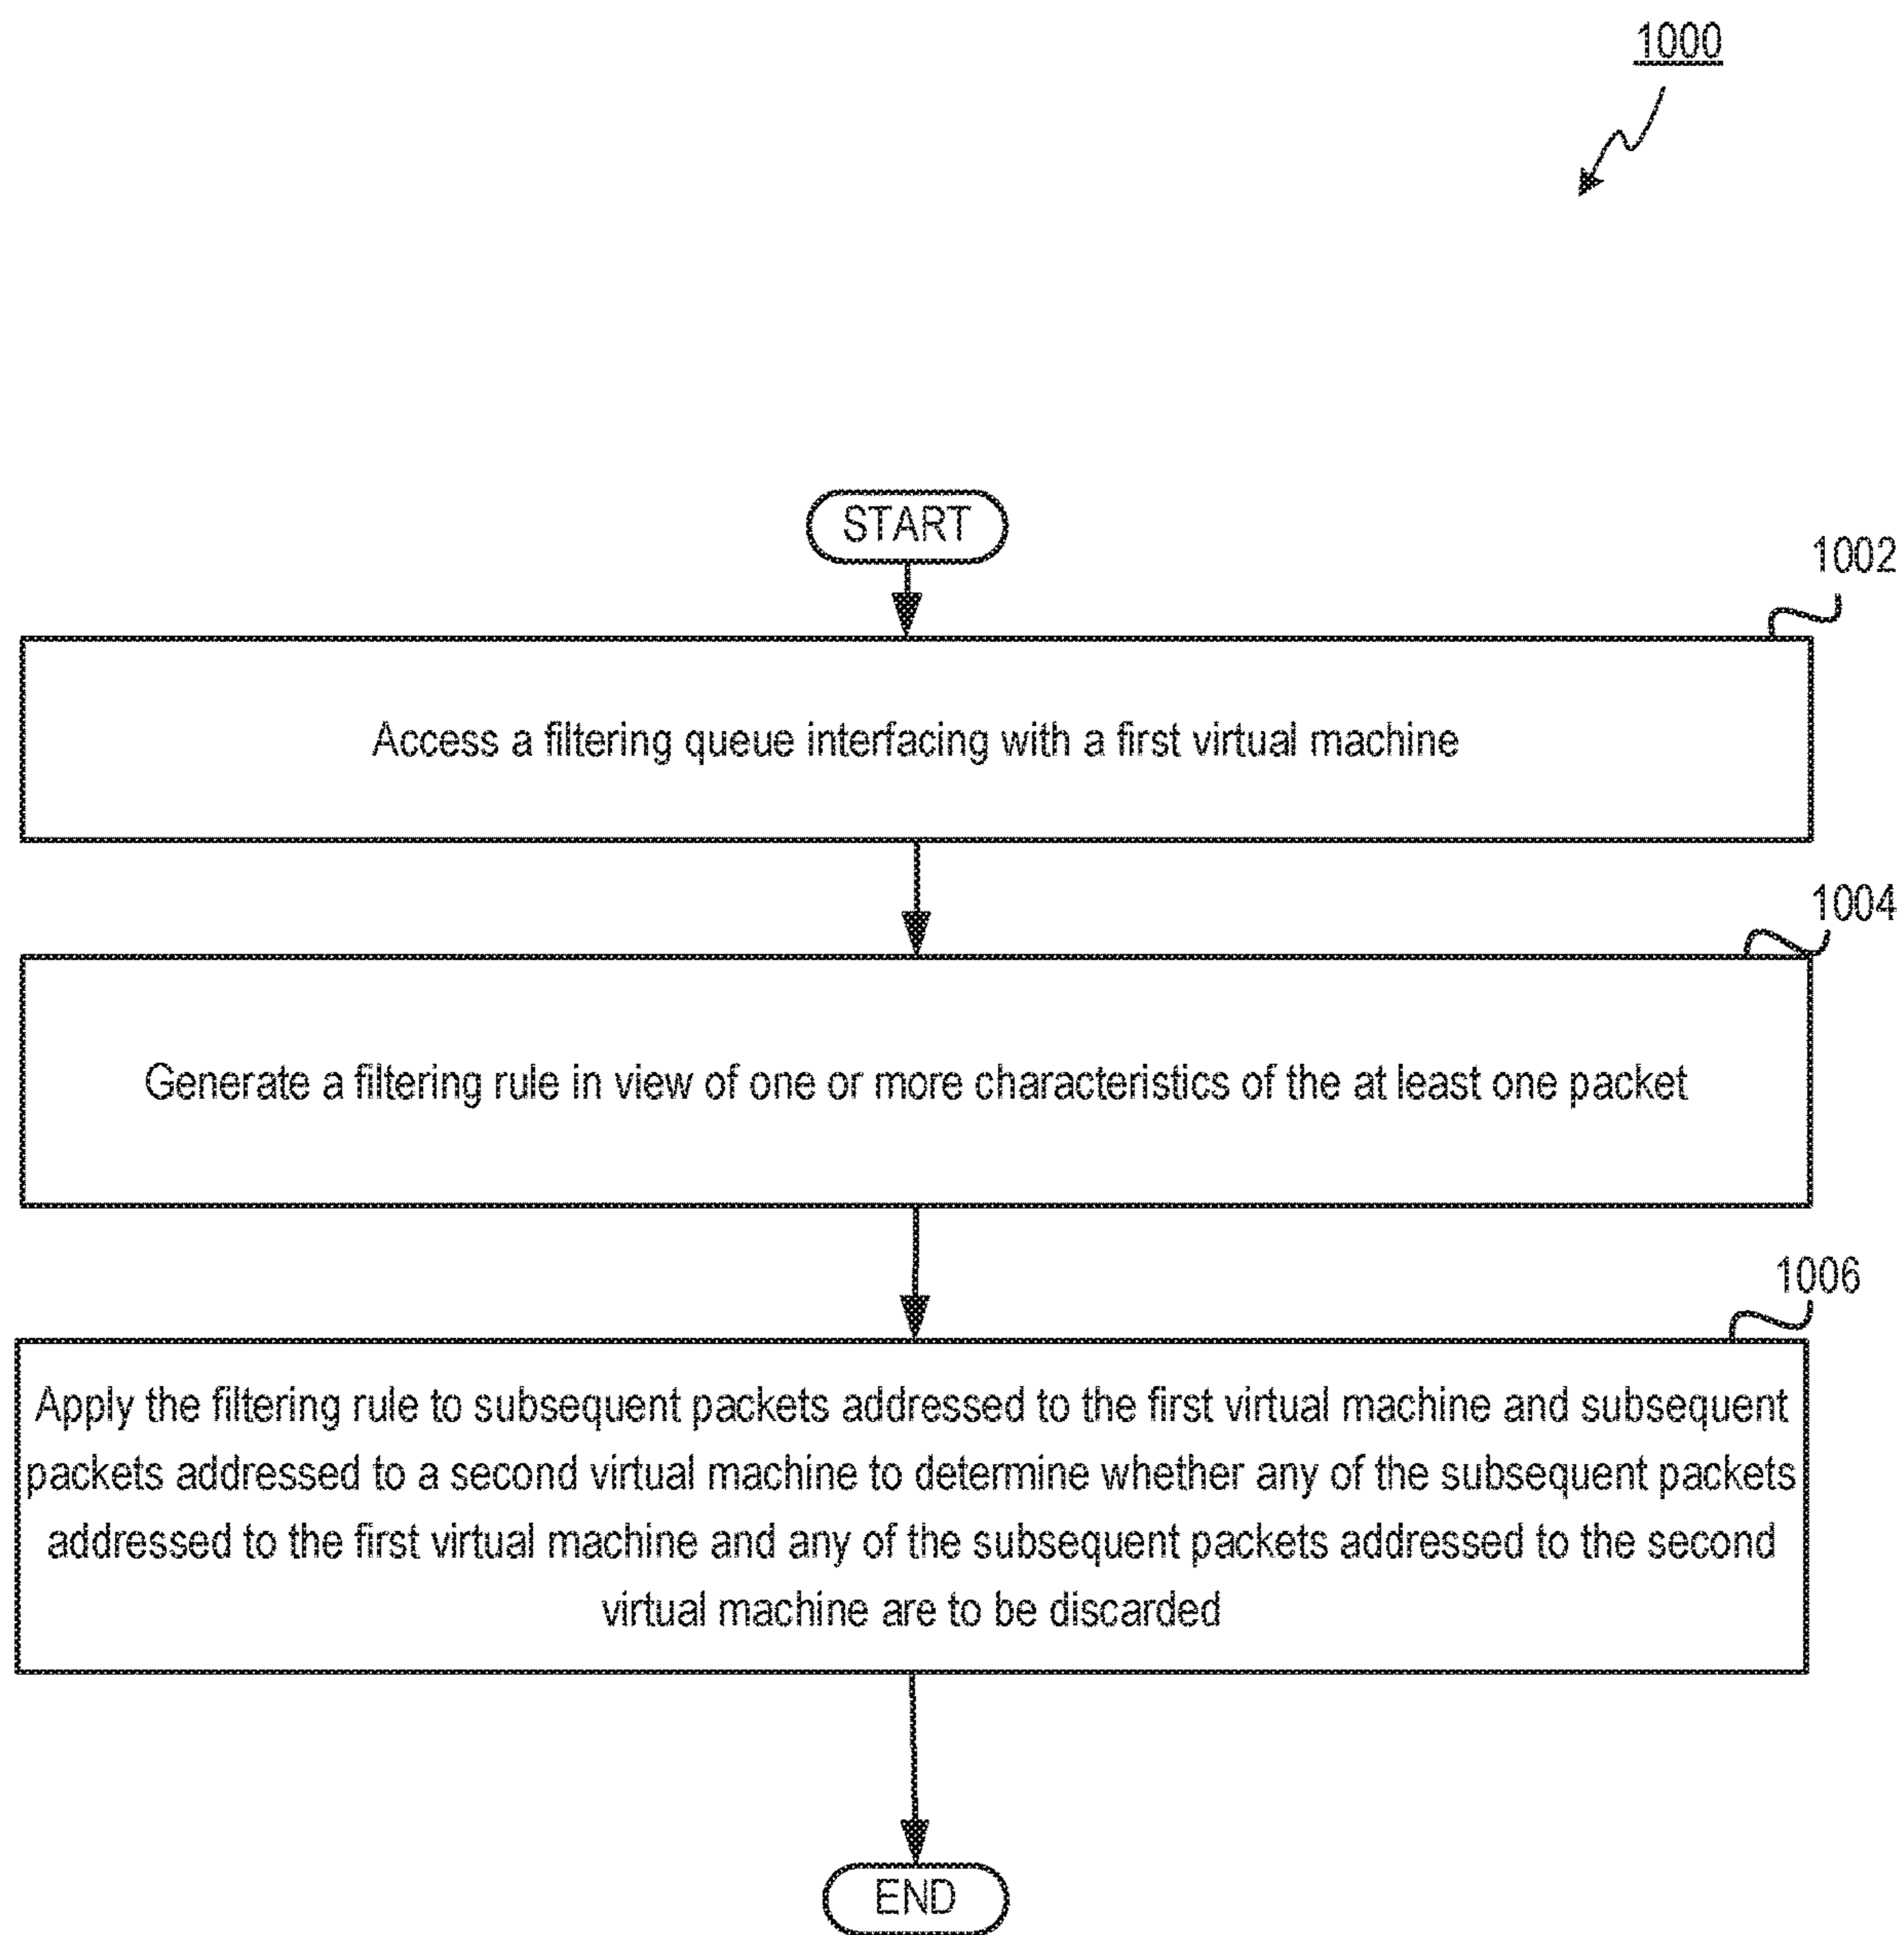 1000
START
1002
Access a filtering queue interfacing with a first virtual machine
1004
Generate a filtering rule in view of one or more characteristics of the at least one packet
1006
Apply the filtering rule to subsequent packets addressed to the first virtual machine and subsequent
packets addressed to a second virtual machine to determine whether any of the subsequent packets
addressed to the first virtual machine and any of the subsequent packets addressed to the second
virtual machine are to be discarded
END